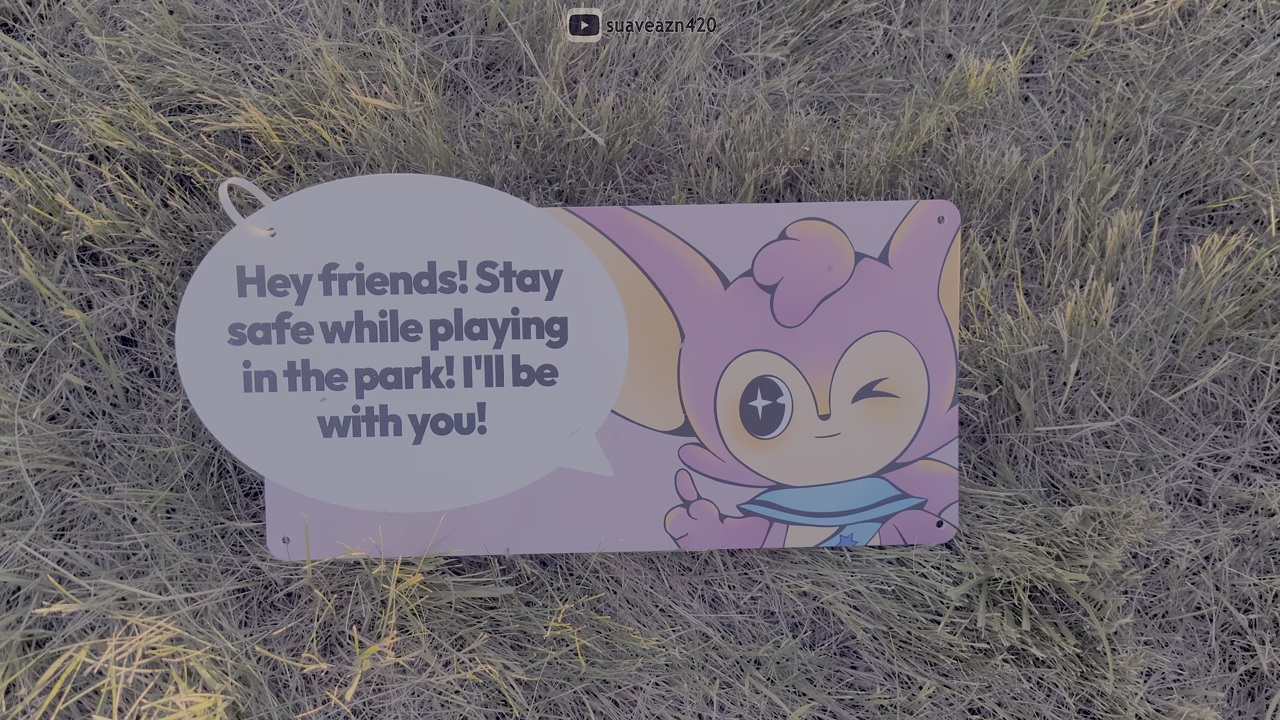 suaveazn420
Hey friends! Stay
safe while playing
in the park! I'll be
with you!